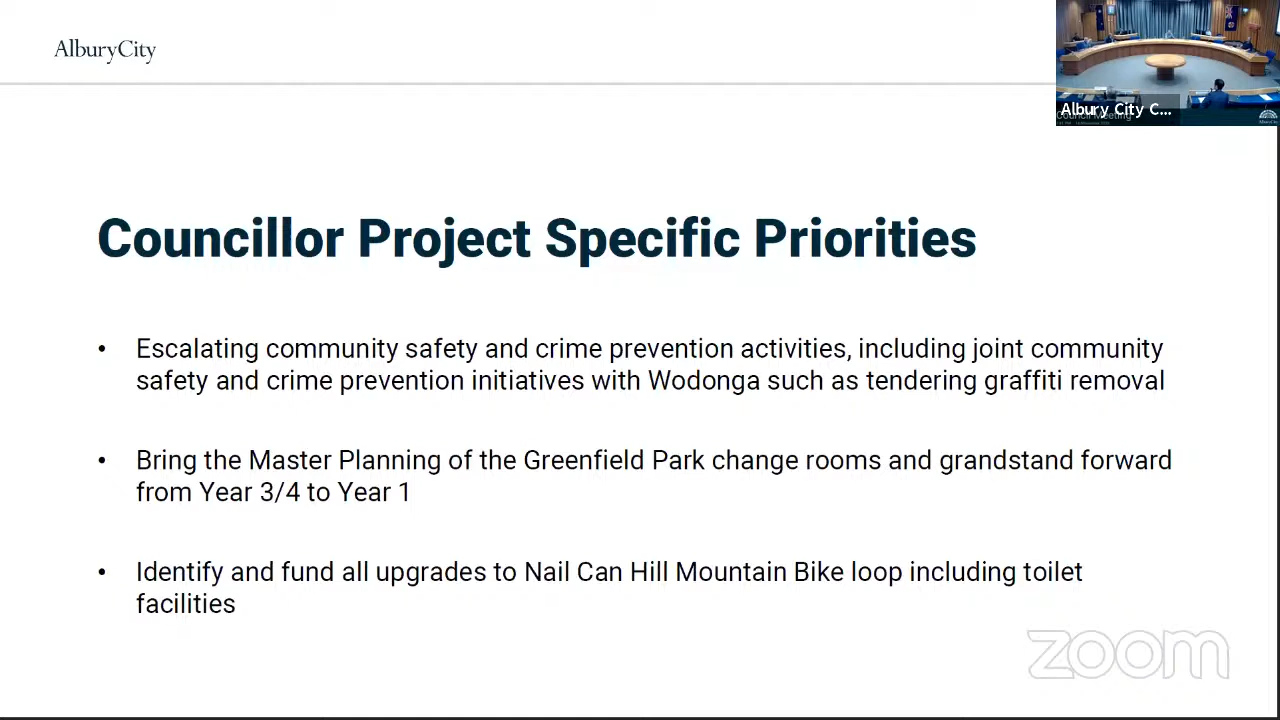 AlburyCity
Albury City C...
Council Meeting
Councillor Project Specific Priorities
• Escalating community safety and crime prevention activities, including joint community
safety and crime prevention initiatives with Wodonga such as tendering graffiti removal
• Bring the Master Planning of the Greenfield Park change rooms and grandstand forward
from Year 3/4 to Year 1
• Identify and fund all upgrades to Nail Can Hill Mountain Bike loop including toilet
facilities
zoom